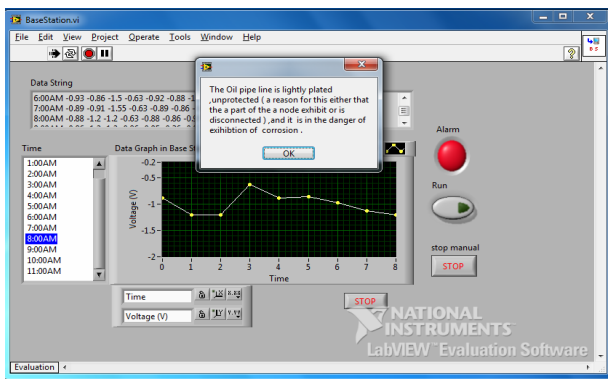 BaseStation.vi
File Edit View Project Operate Tools Window Help
Data String
6:00AM -0.93 -0.86 -1.5 -0.63 -0.92 -0.88 -1
7:00AM -0.89 -0.91 -1.55 -0.63 -0.89 -0.86 -
8:00AM -0.88 -1.2 -1.2 -0.63 -0.88 -0.86 -0.
The Oil pipe line is lightly plated
,unprotected ( a reason for this either that
the a part of the a node exhibit or is
disconnected ) ,and it is in the danger of
exihibtion of corrosion .
OK
Alarm
Time
1:00AM
2:00AM
3:00AM
4:00AM
5:00AM
6:00AM
7:00AM
8:00AM
9:00AM
10:00AM
11:00AM
Data Graph in Base St
Voltage (V)
-0.2
-0.5
-1
-1.5
-2
0 1 2 3 4 5 6 7 8
Time
Run
stop manual
STOP
Time
Voltage (V)
STOP
NATIONAL
INSTRUMENTS
LabVIEW Evaluation Software
Evaluation